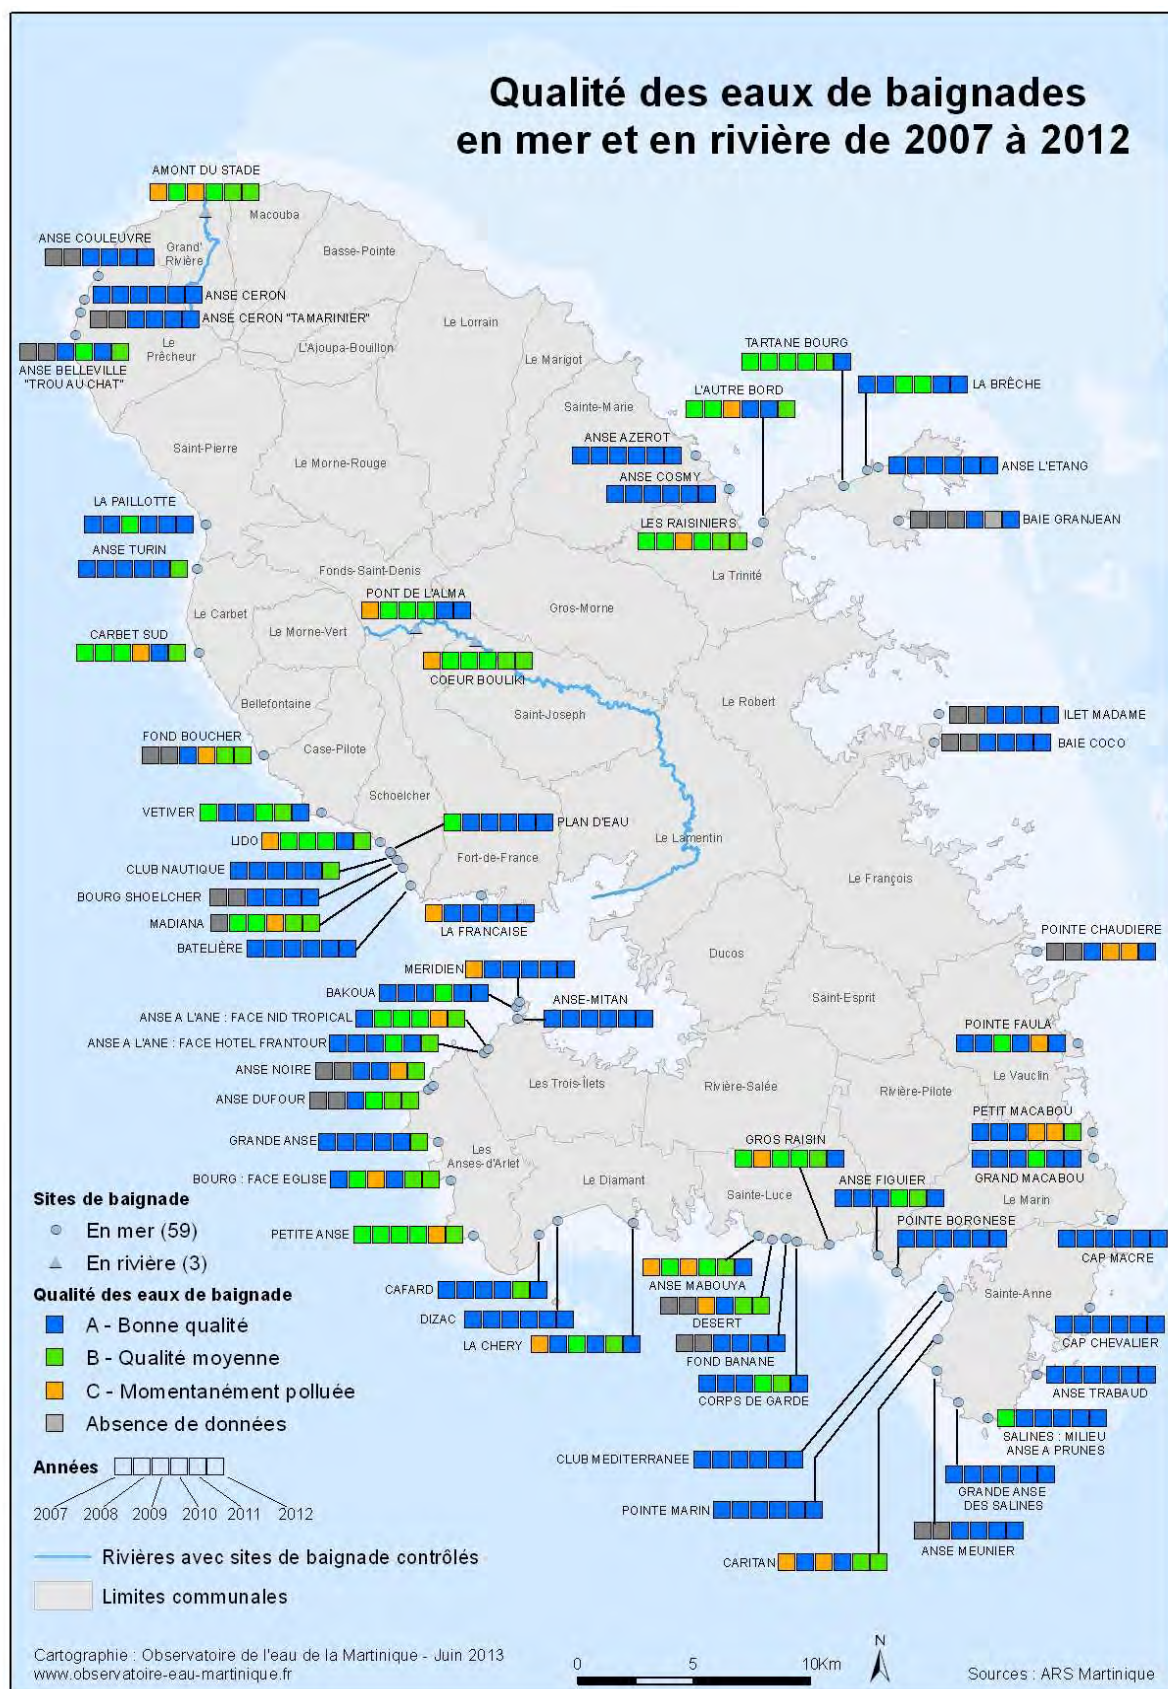 Qualité des eaux de baignades
en mer et en rivière de 2007 à 2012
AMONT DU STADE
Macouba
ANSE COULEUVRE
Grand'
Rivière
Basse-Pointe
ANSE CERON
ANSE CERON "TAMARINIER"
Le
Prêcheur
L'Ajoupa-Bouillon
Le Lorrain
Le Marigot
ANSE BELLEVILLE
"TROU AU CHAT"
TARTANE BOURG
LA BRÊCHE
L'AUTRE BORD
Sainte-Marie
ANSE AZEROT
ANSE L'ETANG
ANSE COSMY
Saint-Pierre
Le Morne-Rouge
LA PAILLOTTE
LES RAISINIERS
BAIE GRANJEAN
ANSE TURIN
Fonds-Saint-Denis
La Trinité
PONT DE L'ALMA
Gros-Morne
Le Carbet
Le Morne-Vert
CARBET SUD
COEUR BOULIKI
Bellefontaine
Saint-Joseph
Le Robert
ILET MADAME
FOND BOUCHER
Case-Pilote
BAIE COCO
Schoelcher
VETIVER
PLAN D'EAU
LIDO
Le Lamentin
Fort-de-France
CLUB NAUTIQUE
Le François
BOURG SHOELCHER
MADIANA
LA FRANCAISE
BATELIÈRE
POINTE CHAUDIERE
Ducos
MERIDIEN
BAKOUA
ANSE-MITAN
Saint-Esprit
ANSE A L'ANE : FACE NID TROPICAL
POINTE FAULA
ANSE A L'ANE : FACE HOTEL FRANTOUR
ANSE NOIRE
Les Trois-Îlets
Rivière-Salée
Rivière-Pilote
Le Vauclin
ANSE DUFOUR
PETIT MACABOU
GRANDE ANSE
Les
Anses-d'Arlet
GROS RAISIN
BOURG : FACE EGLISE
Le Diamant
Sainte-Luce
ANSE FIGUIER
GRAND MACABOU
Le Marin
POINTE BORGNESE
PETITE ANSE
CAP MACRE
CAFARD
ANSE MABOUYA
Sainte-Anne
DIZAC
DESERT
LA CHERY
FOND BANANE
CAP CHEVALIER
CORPS DE GARDE
ANSE TRABAUD
SALINES : MILIEU
ANSE A PRUNES
CLUB MEDITERRANEE
GRANDE ANSE
DES SALINES
POINTE MARIN
ANSE MEUNIER
CARITAN
Sites de baignade
En mer (59)
En rivière (3)
Qualité des eaux de baignade
A - Bonne qualité
B - Qualité moyenne
C - Momentanément polluée
Absence de données
Années
2007 2008 2009 2010 2011 2012
Rivières avec sites de baignade contrôlés
Limites communales
Cartographie : Observatoire de l'eau de la Martinique - Juin 2013
www.observatoire-eau-martinique.fr
0 5 10Km
N
Sources : ARS Martinique